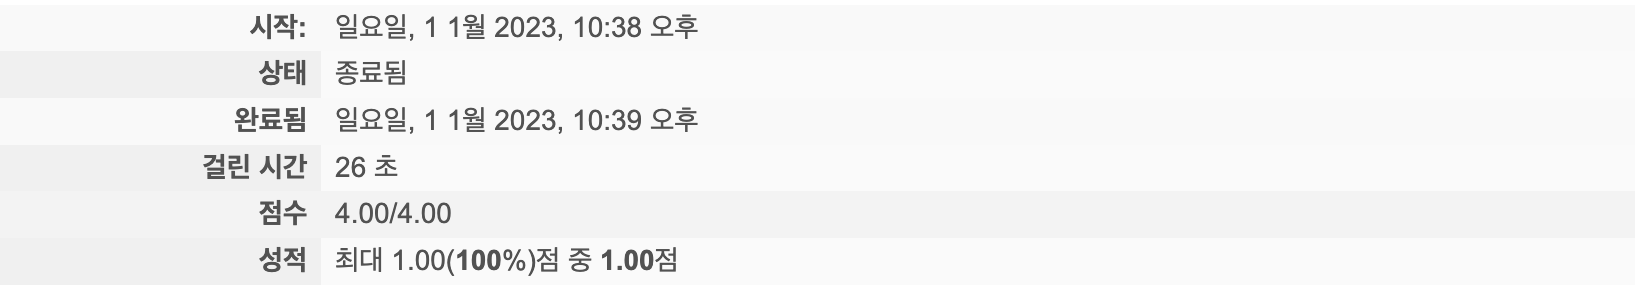 시작: 일요일, 1 1월 2023, 10:38 오후
상태 종료됨
완료됨 일요일, 1 1월 2023, 10:39 오후
걸린 시간 26 초
점수 4.00/4.00
성적 최대 1.00(100%)점 중 1.00점